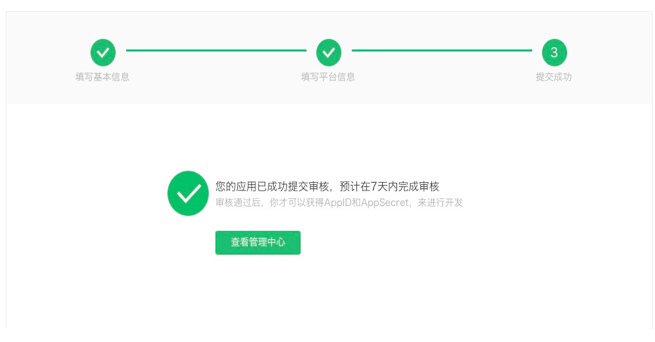 3
填写基本信息
填写平台信息
提交成功
您的应用已成功提交审核，预计在7天内完成审核
审核通过后，你才可以获得AppID和AppSecret，来进行开发
查看管理中心